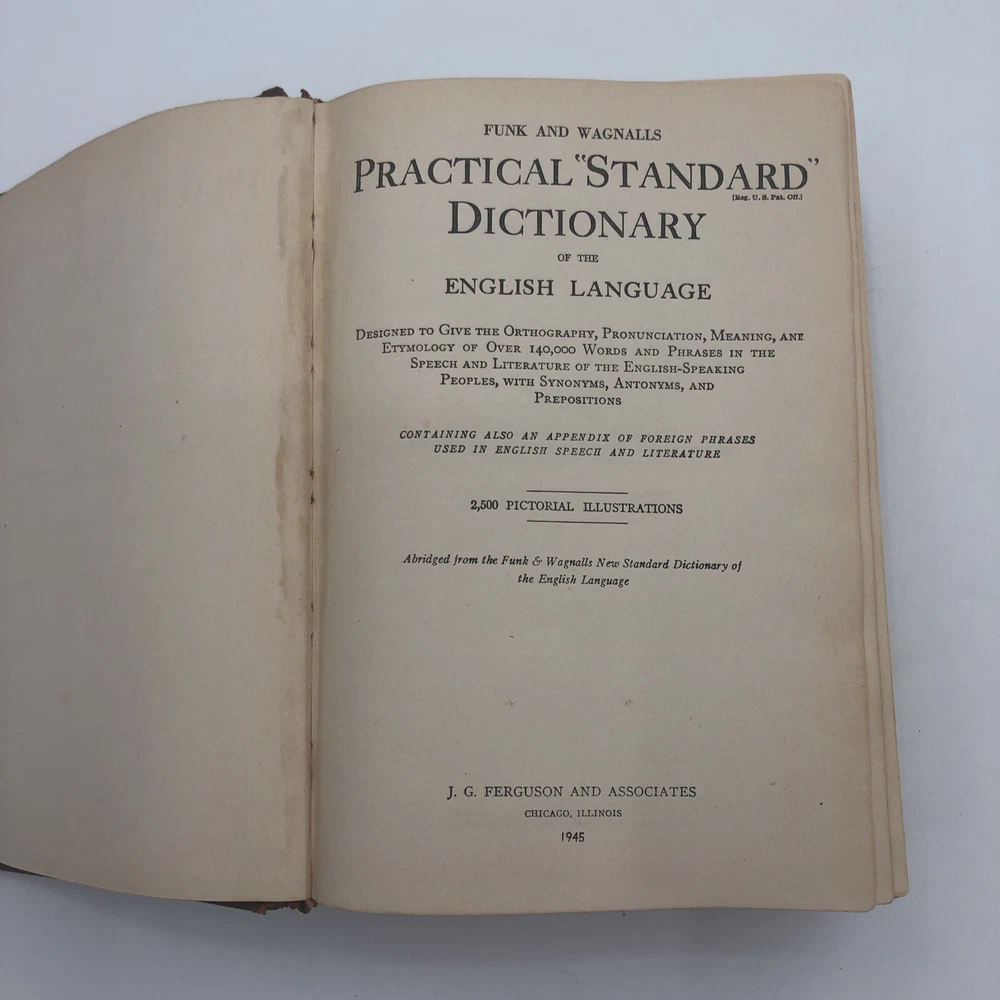 FUNK AND WAGNALLS
PRACTICAL "STANDARD"
[Reg. U. S. Pat. Off.]
DICTIONARY
OF THE
ENGLISH LANGUAGE
DESIGNED TO GIVE THE ORTHOGRAPHY, PRONUNCIATION, MEANING, AND
ETYMOLOGY OF OVER 140,000 WORDS AND PHRASES IN THE
SPEECH AND LITERATURE OF THE ENGLISH-SPEAKING
PEOPLES, WITH SYNONYMS, ANTONYMS, AND
PREPOSITIONS
CONTAINING ALSO AN APPENDIX OF FOREIGN PHRASES
USED IN ENGLISH SPEECH AND LITERATURE
2,500 PICTORIAL ILLUSTRATIONS
Abridged from the Funk & Wagnalls New Standard Dictionary of
the English Language
J. G. FERGUSON AND ASSOCIATES
CHICAGO, ILLINOIS
1945